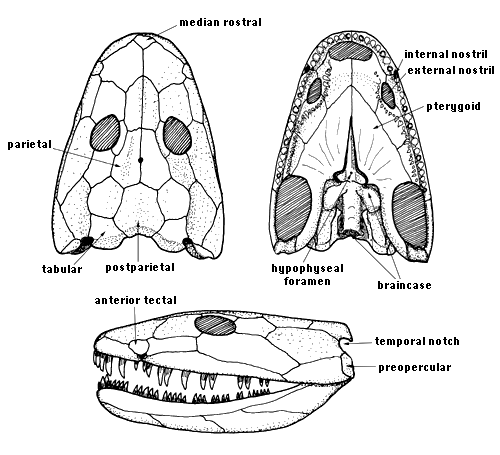 median rostral
internal nostril
external nostril
pterygoid
parietal
tabular
postparietal
hypophyseal
foramen
braincase
anterior tectal
temporal notch
preopercular